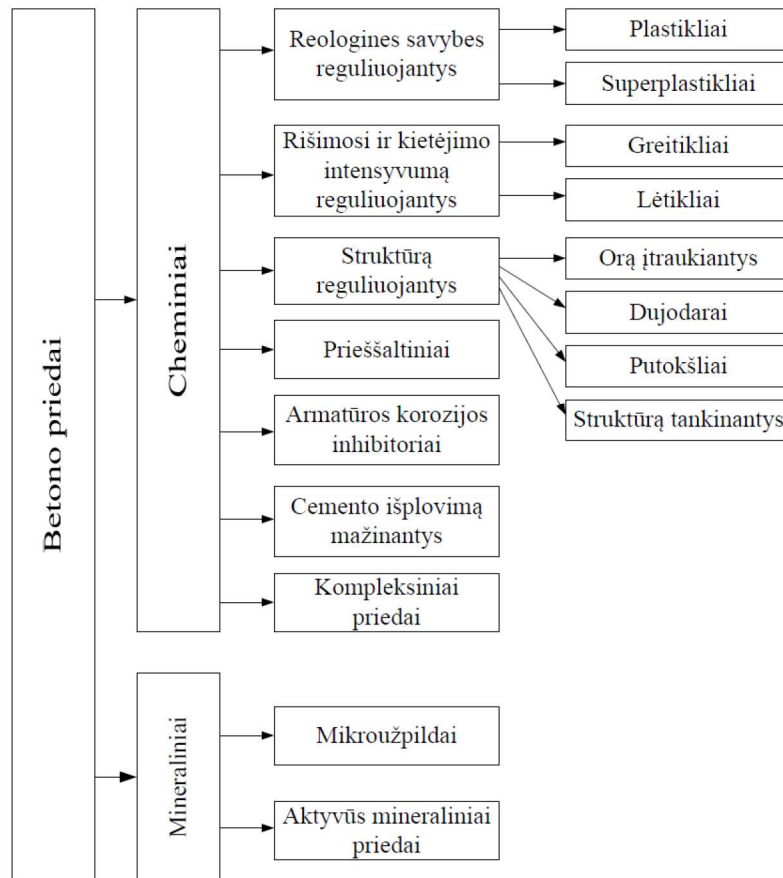 Betono priedai
Cheminiai
Reologines savybes
reguliuojantys
Plastikliai
Superplastikliai
Rišimosi ir kietėjimo
intensyvumą
reguliuojantys
Greitikliai
Lėtikliai
Struktūrą
reguliuojantys
Orą įtraukiantys
Dujodarai
Putokšliai
Struktūrą tankinantys
Prieššaltiniai
Armatūros korozijos
inhibitoriai
Cemento išplovimą
mažinantys
Kompleksiniai
priedai
Mineraliniai
Mikroužpildai
Aktyvūs mineraliniai
priedai